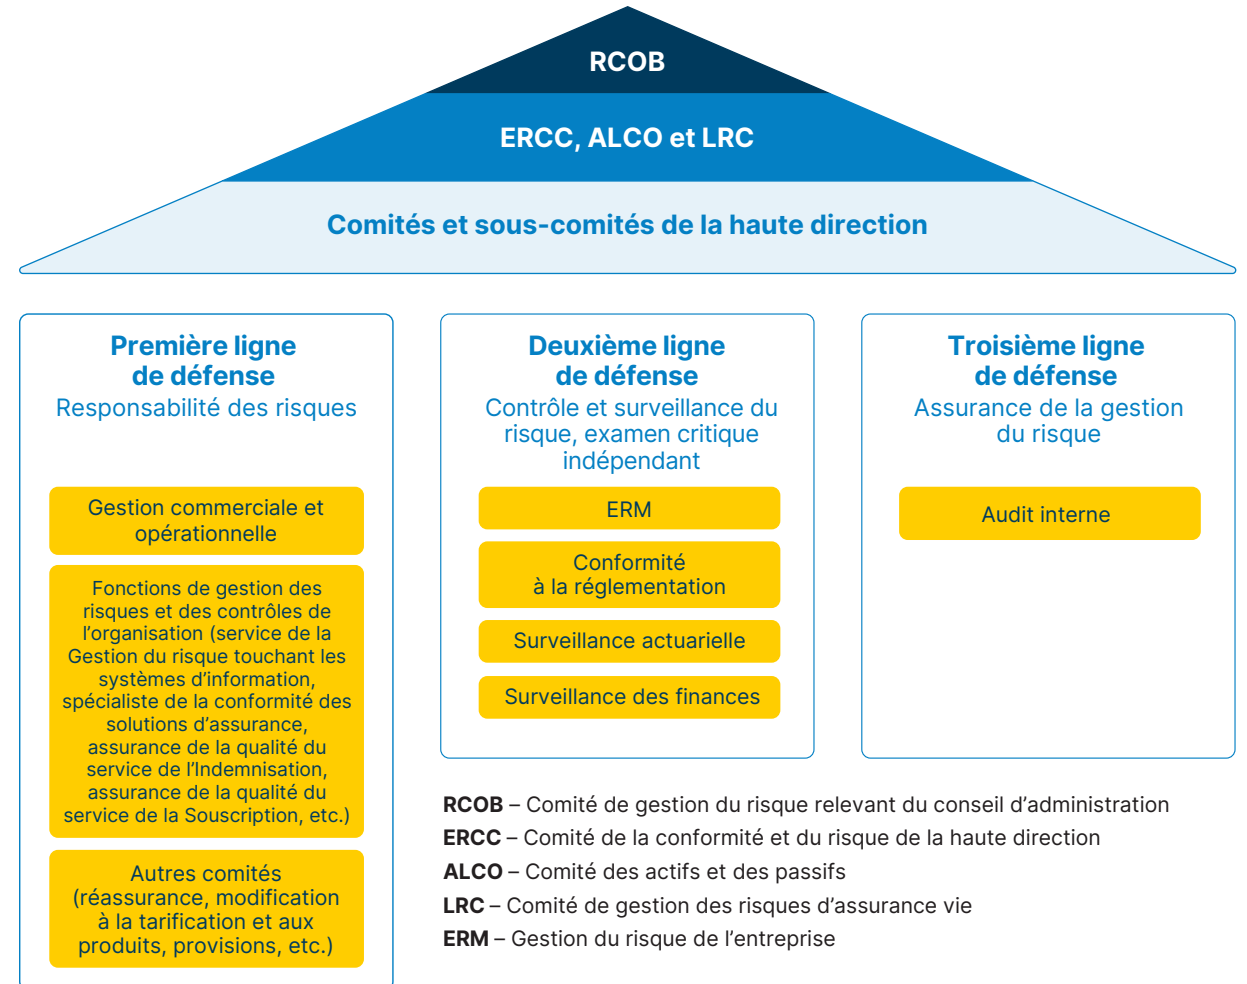 RCOB
ERCC, ALCO et LRC
Comités et sous-comités de la haute direction
Première ligne
de défense
Responsabilité des risques
Gestion commerciale et
opérationnelle
Fonctions de gestion des
risques et des contrôles de
l’organisation (service de la
Gestion du risque touchant les
systèmes d’information,
spécialiste de la conformité des
solutions d’assurance,
assurance de la qualité du
service de l’Indemnisation,
assurance de la qualité du
service de la Souscription, etc.)
Autres comités
(réassurance, modification
à la tarification et aux
produits, provisions, etc.)
Deuxième ligne
de défense
Contrôle et surveillance du
risque, examen critique
indépendant
ERM
Conformité
à la réglementation
Surveillance actuarielle
Surveillance des finances
Troisième ligne
de défense
Assurance de la gestion
du risque
Audit interne
RCOB – Comité de gestion du risque relevant du conseil d’administration
ERCC – Comité de la conformité et du risque de la haute direction
ALCO – Comité des actifs et des passifs
LRC – Comité de gestion des risques d’assurance vie
ERM – Gestion du risque de l’entreprise